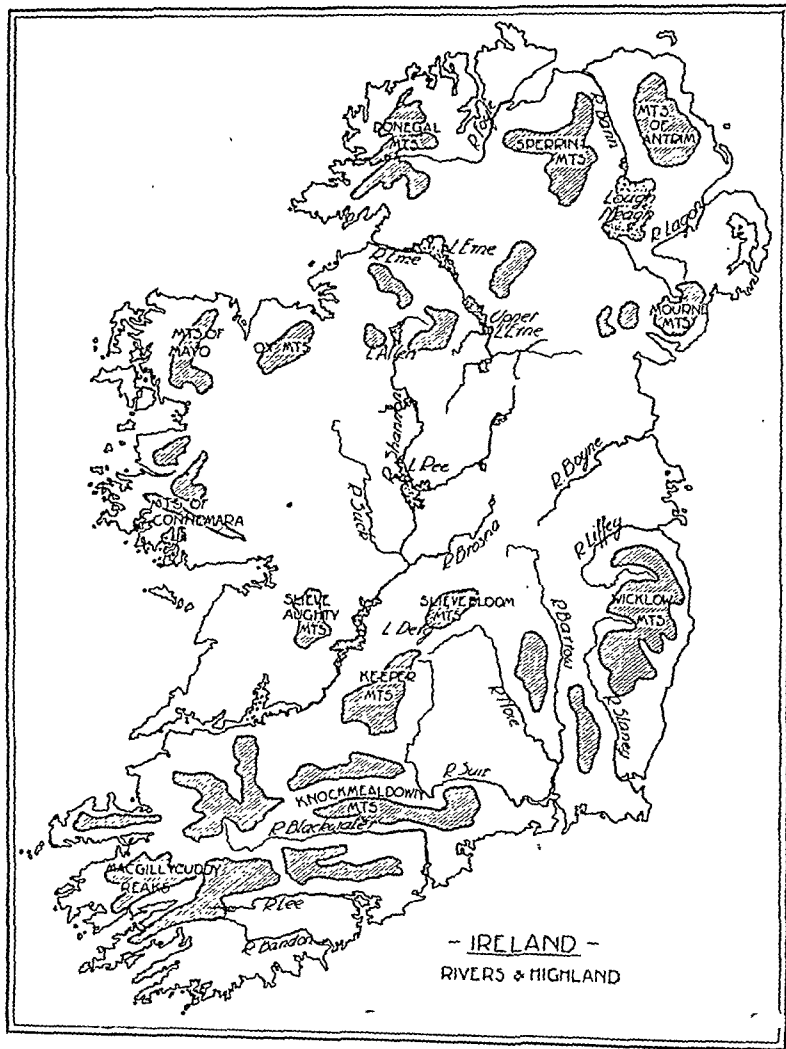 DONEGAL
MTS
R. Foyle
SPERRIN
MTS
R. Bann
MTS
OF
ANTRIM
Lough
Neagh
R. Lagan
R. Erne
L. Erne
Upper
L. Erne
MOURNE
MTS
MTS OF
MAYO
OX MTS
L. Allen
R. Shannon
L. Ree
R. Suck
MTS OF
CONNEMARA
R. Boyne
R. Liffey
R. Brosna
SLIEVE
AUGHTY
MTS
SLIEVE BLOOM
MTS
L. Derg
WICKLOW
MTS
R. Barrow
KEEPER
MTS
R. Nore
R. Slaney
R. Suir
KNOCKMEALDOWN
MTS
R. Blackwater
MACGILLYCUDDY
REAKS
R. Lee
R. Bandon
- IRELAND -
RIVERS & HIGHLAND